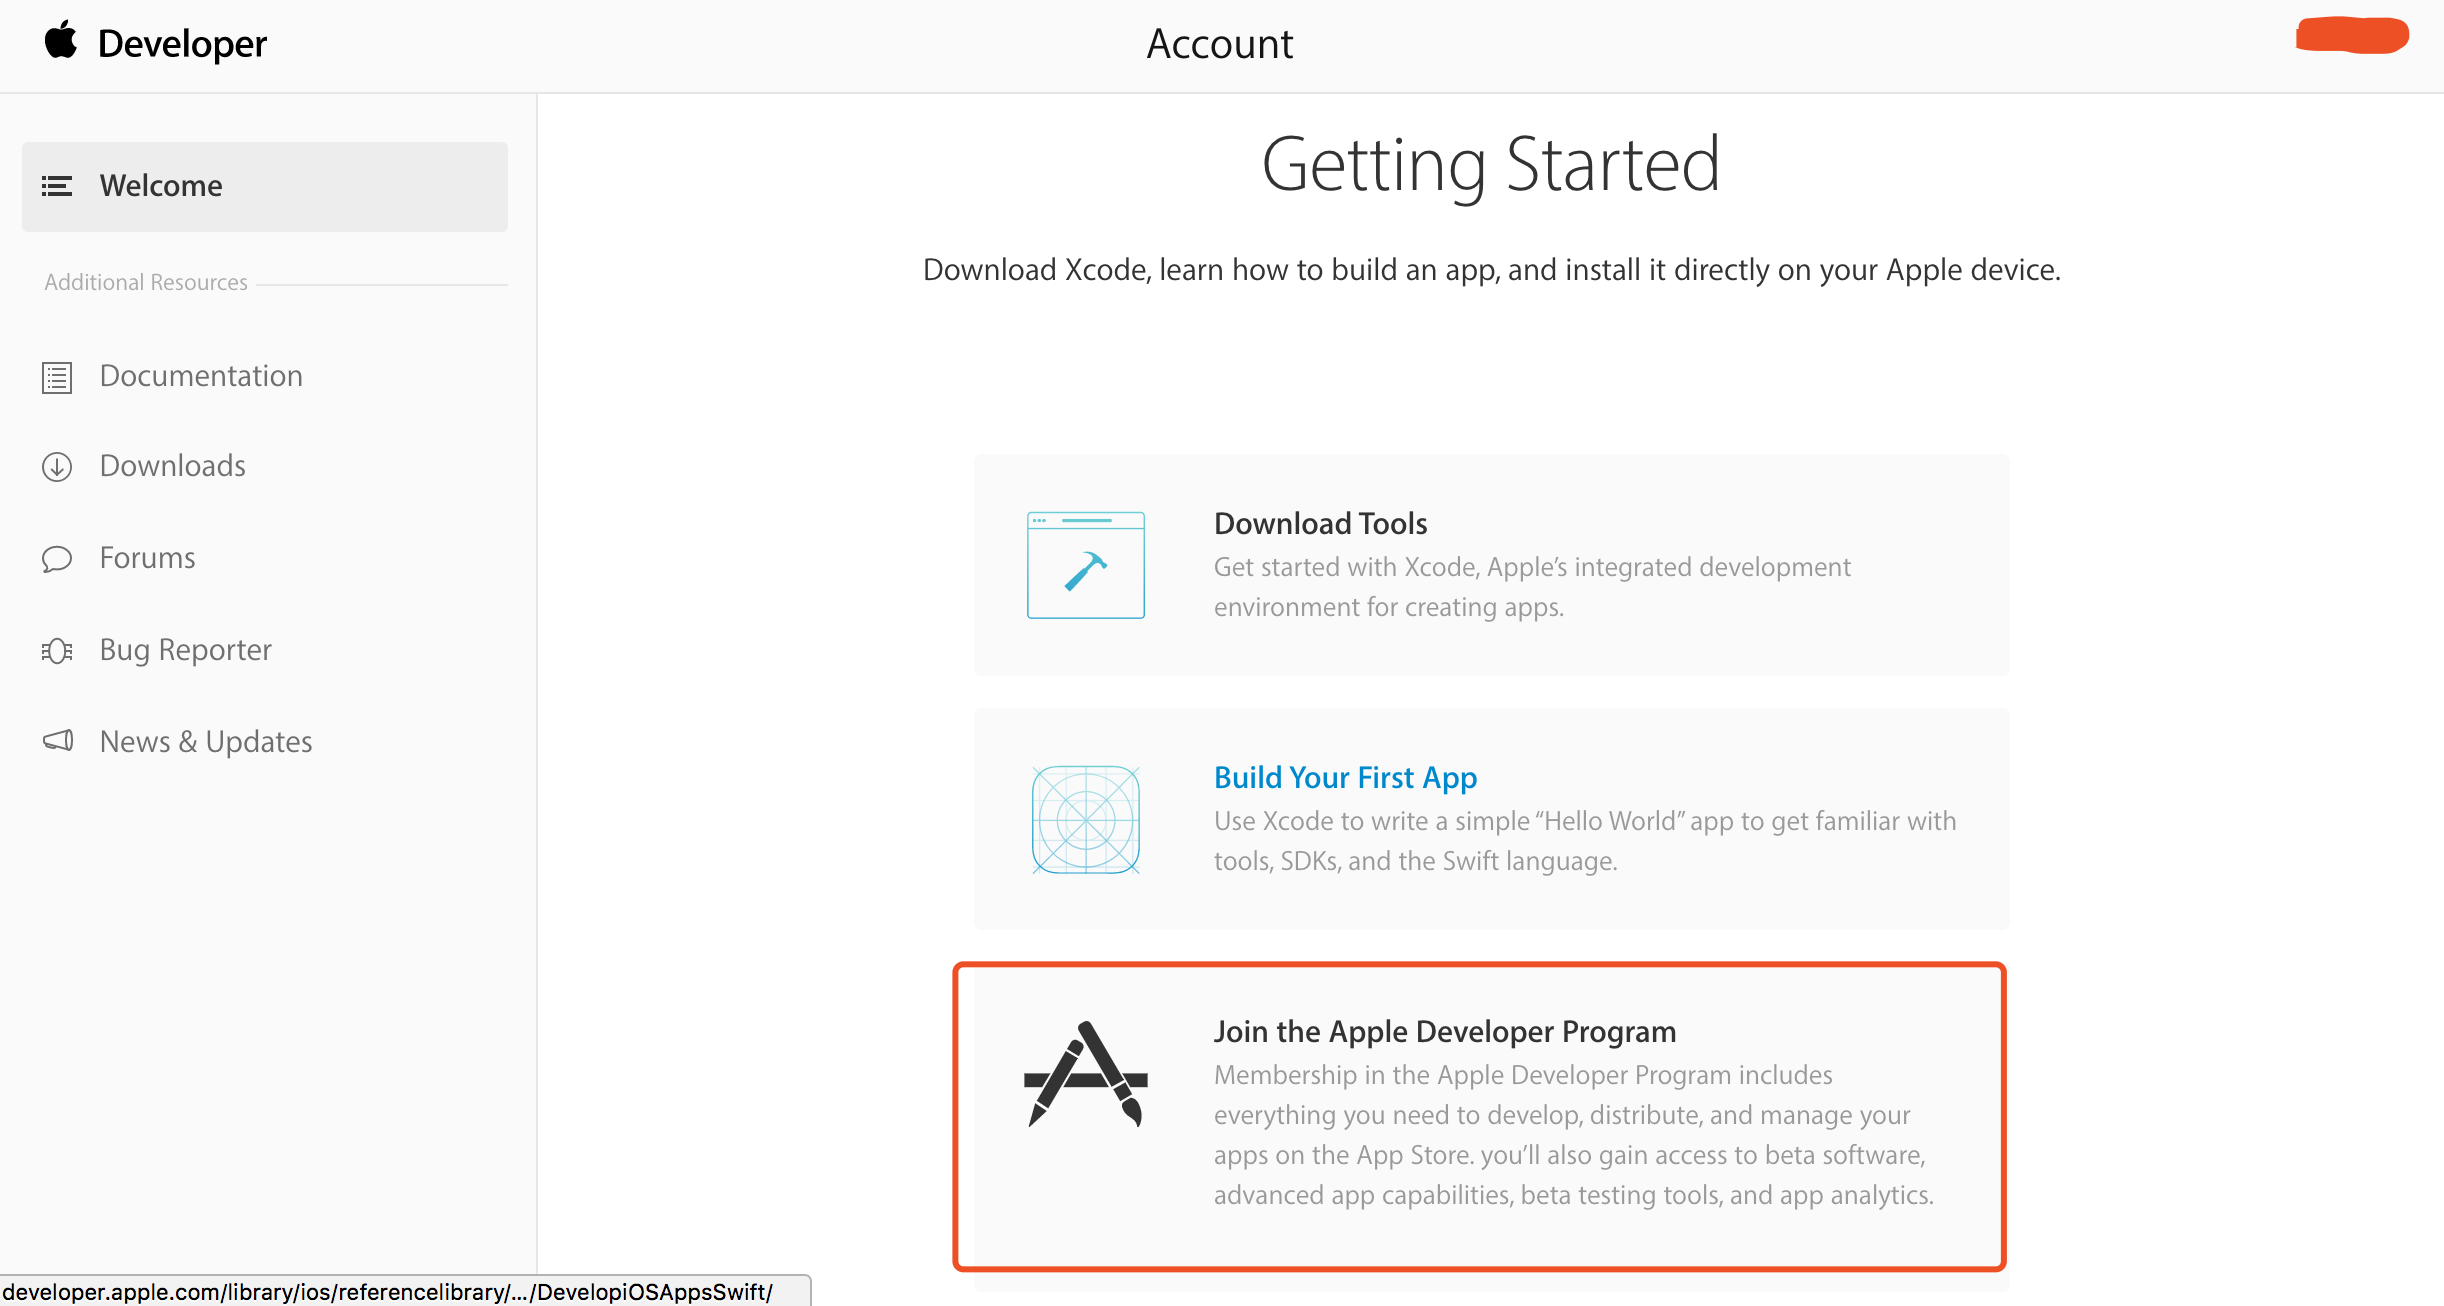 Developer
Account
Welcome
Additional Resources
Documentation
Downloads
Forums
Bug Reporter
News & Updates
Getting Started
Download Xcode, learn how to build an app, and install it directly on your Apple device.
Download Tools
Get started with Xcode, Apple’s integrated development
environment for creating apps.
Build Your First App
Use Xcode to write a simple “Hello World” app to get familiar with
tools, SDKs, and the Swift language.
Join the Apple Developer Program
Membership in the Apple Developer Program includes
everything you need to develop, distribute, and manage your
apps on the App Store. you’ll also gain access to beta software,
advanced app capabilities, beta testing tools, and app analytics.
developer.apple.com/library/ios/referencelibrary/.../DevelopiOSAppsSwift/